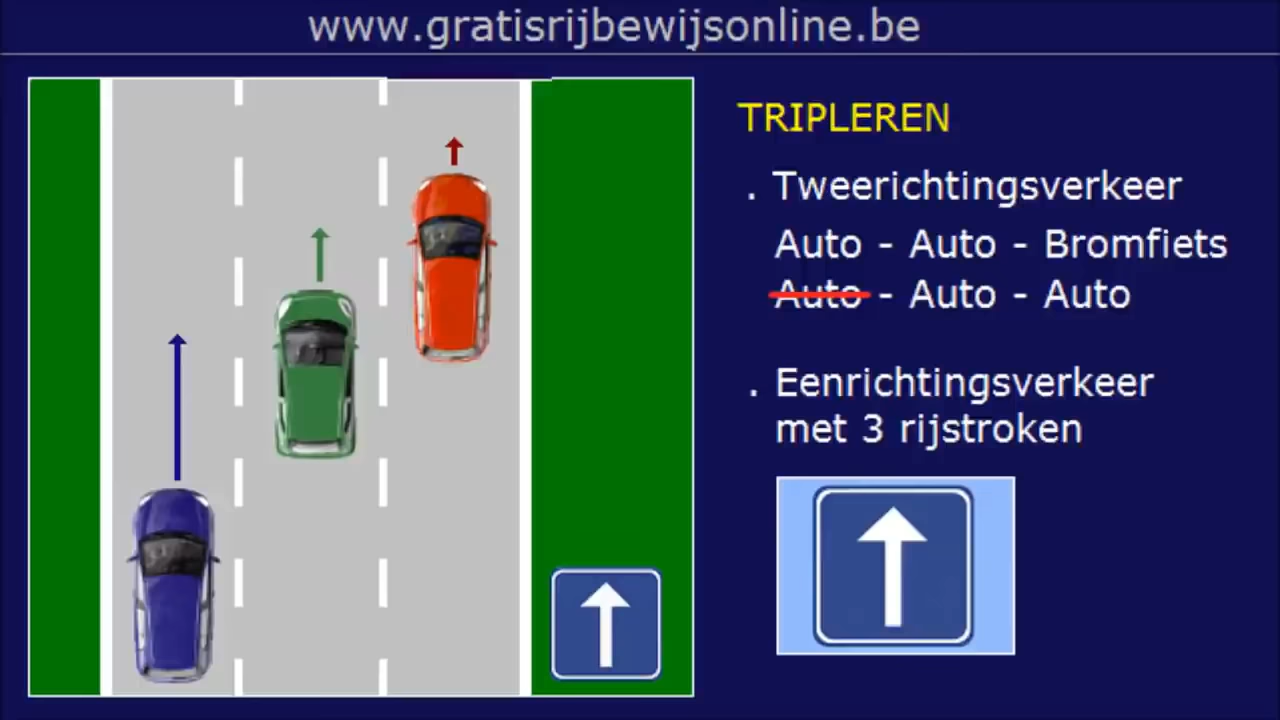 www.gratisrijbewijsonline.be
TRIPLEREN
. Tweerichtingsverkeer
Auto - Auto - Bromfiets
Auto - Auto - Auto
. Eenrichtingsverkeer
met 3 rijstroken